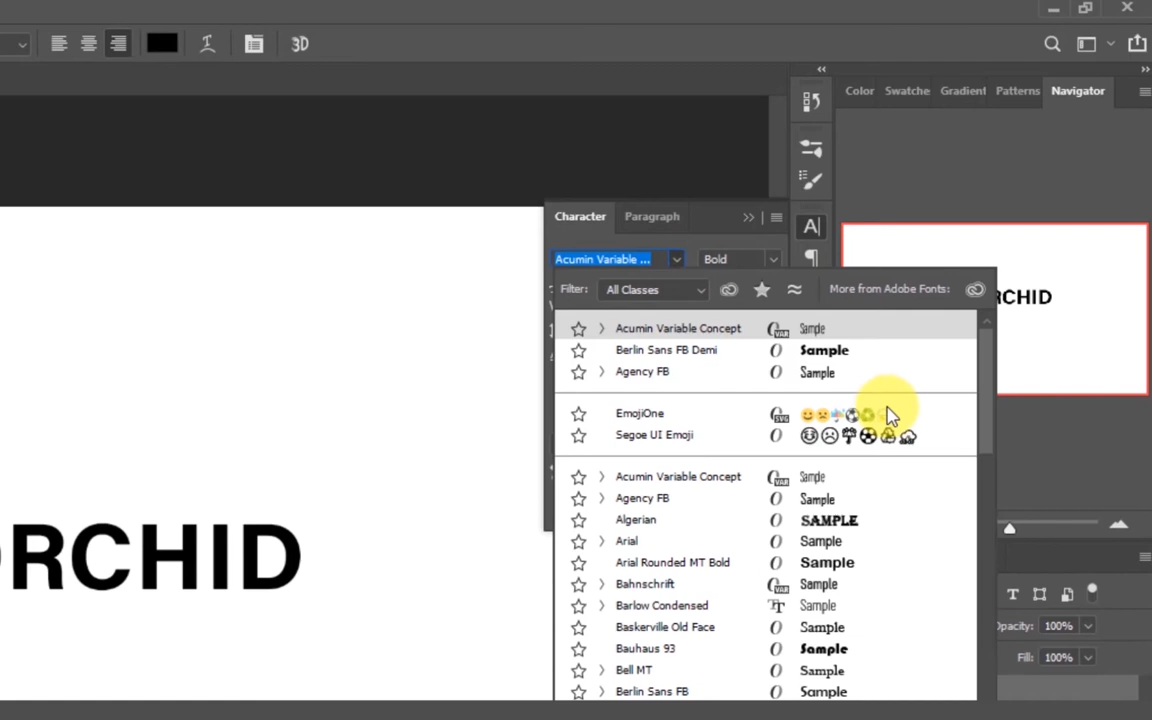 3D
Color Swatche Gradient Patterns Navigator
Character Paragraph
Acumin Variable ... Bold
Filter: All Classes More from Adobe Fonts:
RCHID
Acumin Variable Concept Sample
Berlin Sans FB Demi Sample
Agency FB Sample
EmojiOne
Segoe UI Emoji
Acumin Variable Concept Sample
Agency FB Sample
Algerian SAMPLE
Arial Sample
ORCHID
Arial Rounded MT Bold Sample
Bahnschrift Sample
Barlow Condensed Sample
Opacity: 100%
Baskerville Old Face Sample
Bauhaus 93 Sample
Fill: 100%
Bell MT Sample
Berlin Sans FB Sample